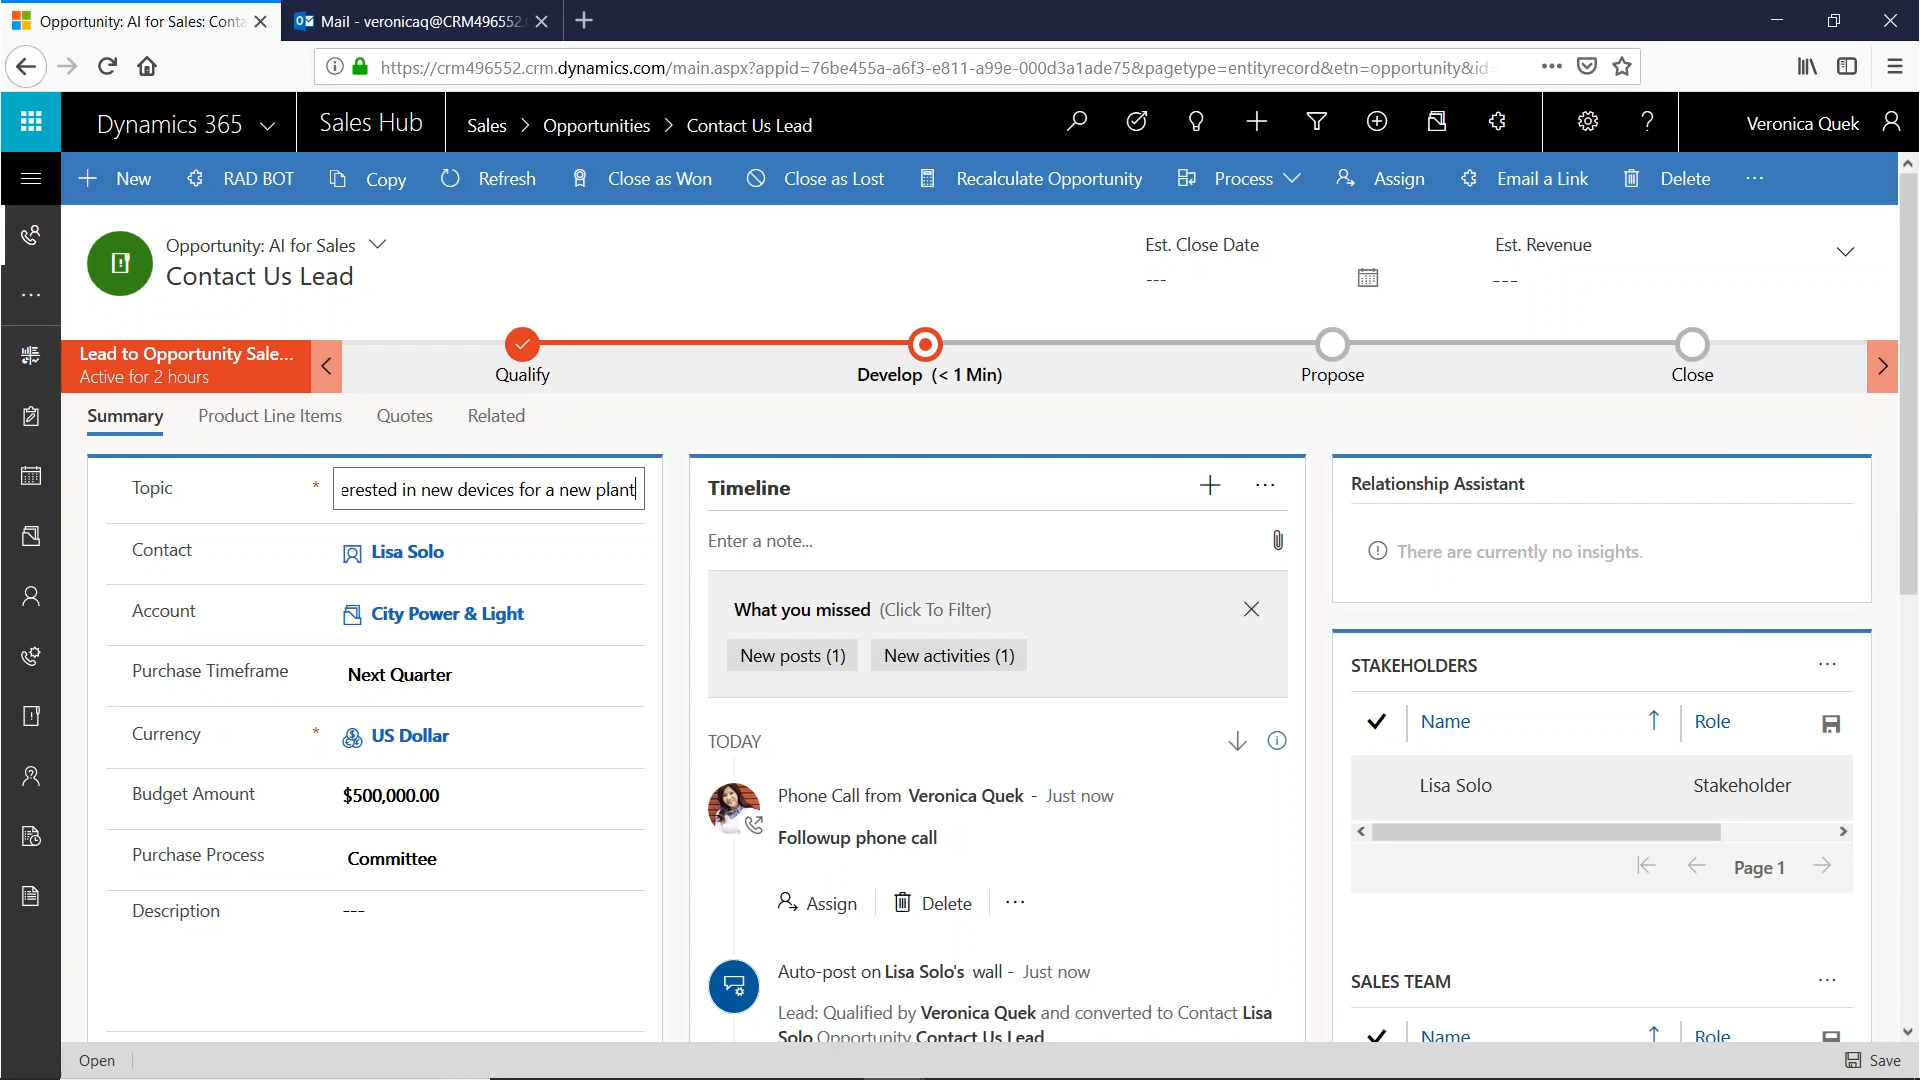 Opportunity: AI for Sales: Conta
Mail - veronicaq@CRM496552.
https://crm496552.crm.dynamics.com/main.aspx?appid=76be455a-a6f3-e811-a99e-000d3a1ade75&pagetype=entityrecord&etn=opportunity&id=
Dynamics 365
Sales Hub
Sales > Opportunities > Contact Us Lead
Veronica Quek
New
RAD BOT
Copy
Refresh
Close as Won
Close as Lost
Recalculate Opportunity
Process
Assign
Email a Link
Delete
Opportunity: AI for Sales
Contact Us Lead
Est. Close Date
---
Est. Revenue
---
Lead to Opportunity Sale...
Active for 2 hours
Qualify
Develop (< 1 Min)
Propose
Close
Summary
Product Line Items
Quotes
Related
Topic * erested in new devices for a new plant
Contact Lisa Solo
Account City Power & Light
Purchase Timeframe Next Quarter
Currency * US Dollar
Budget Amount $500,000.00
Purchase Process Committee
Description ---
Timeline
Enter a note...
What you missed (Click To Filter)
New posts (1)
New activities (1)
TODAY
Phone Call from Veronica Quek - Just now
Followup phone call
Assign
Delete
Auto-post on Lisa Solo's wall - Just now
Lead: Qualified by Veronica Quek and converted to Contact Lisa
Solo Opportunity Contact Us Lead
Relationship Assistant
There are currently no insights.
STAKEHOLDERS
Name
Role
Lisa Solo
Stakeholder
Page 1
SALES TEAM
Name
Role
Open
Save